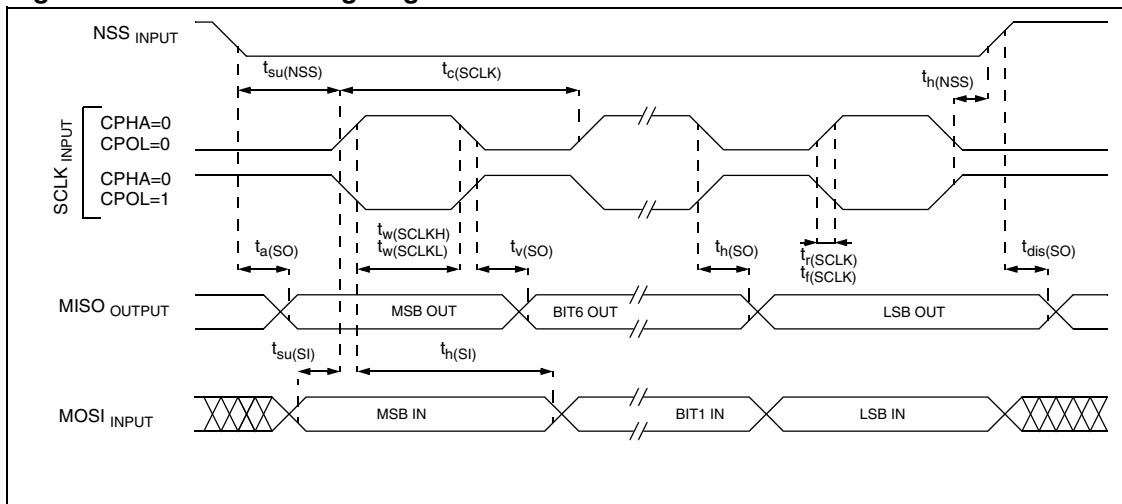 NSS INPUT
tsu(NSS)
tc(SCLK)
th(NSS)
SCLK INPUT
CPHA=0
CPOL=0
CPHA=0
CPOL=1
tw(SCLKH)
tw(SCLKL)
ta(SO)
tv(SO)
th(SO)
tr(SCLK)
tf(SCLK)
tdis(SO)
MISO OUTPUT
MSB OUT
BIT6 OUT
LSB OUT
tsu(SI)
th(SI)
MOSI INPUT
MSB IN
BIT1 IN
LSB IN